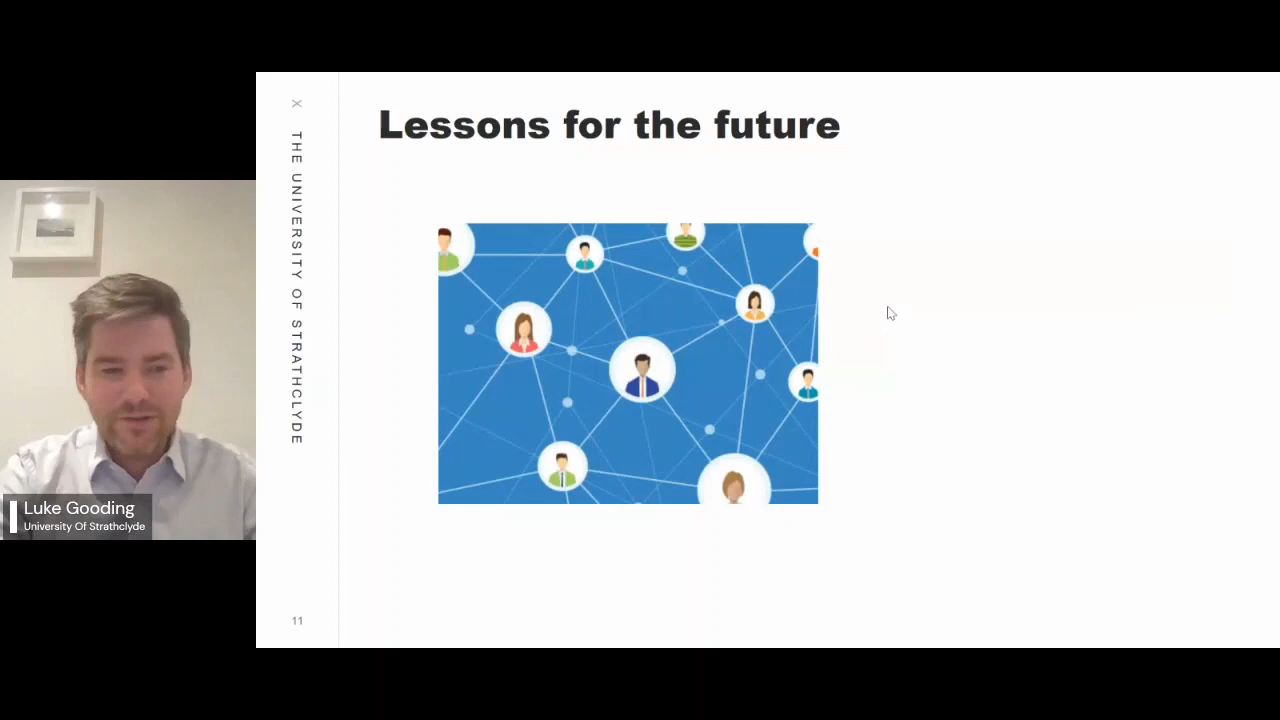 X THE UNIVERSITY OF STRATHCLYDE
Lessons for the future
Luke Gooding
University Of Strathclyde
11